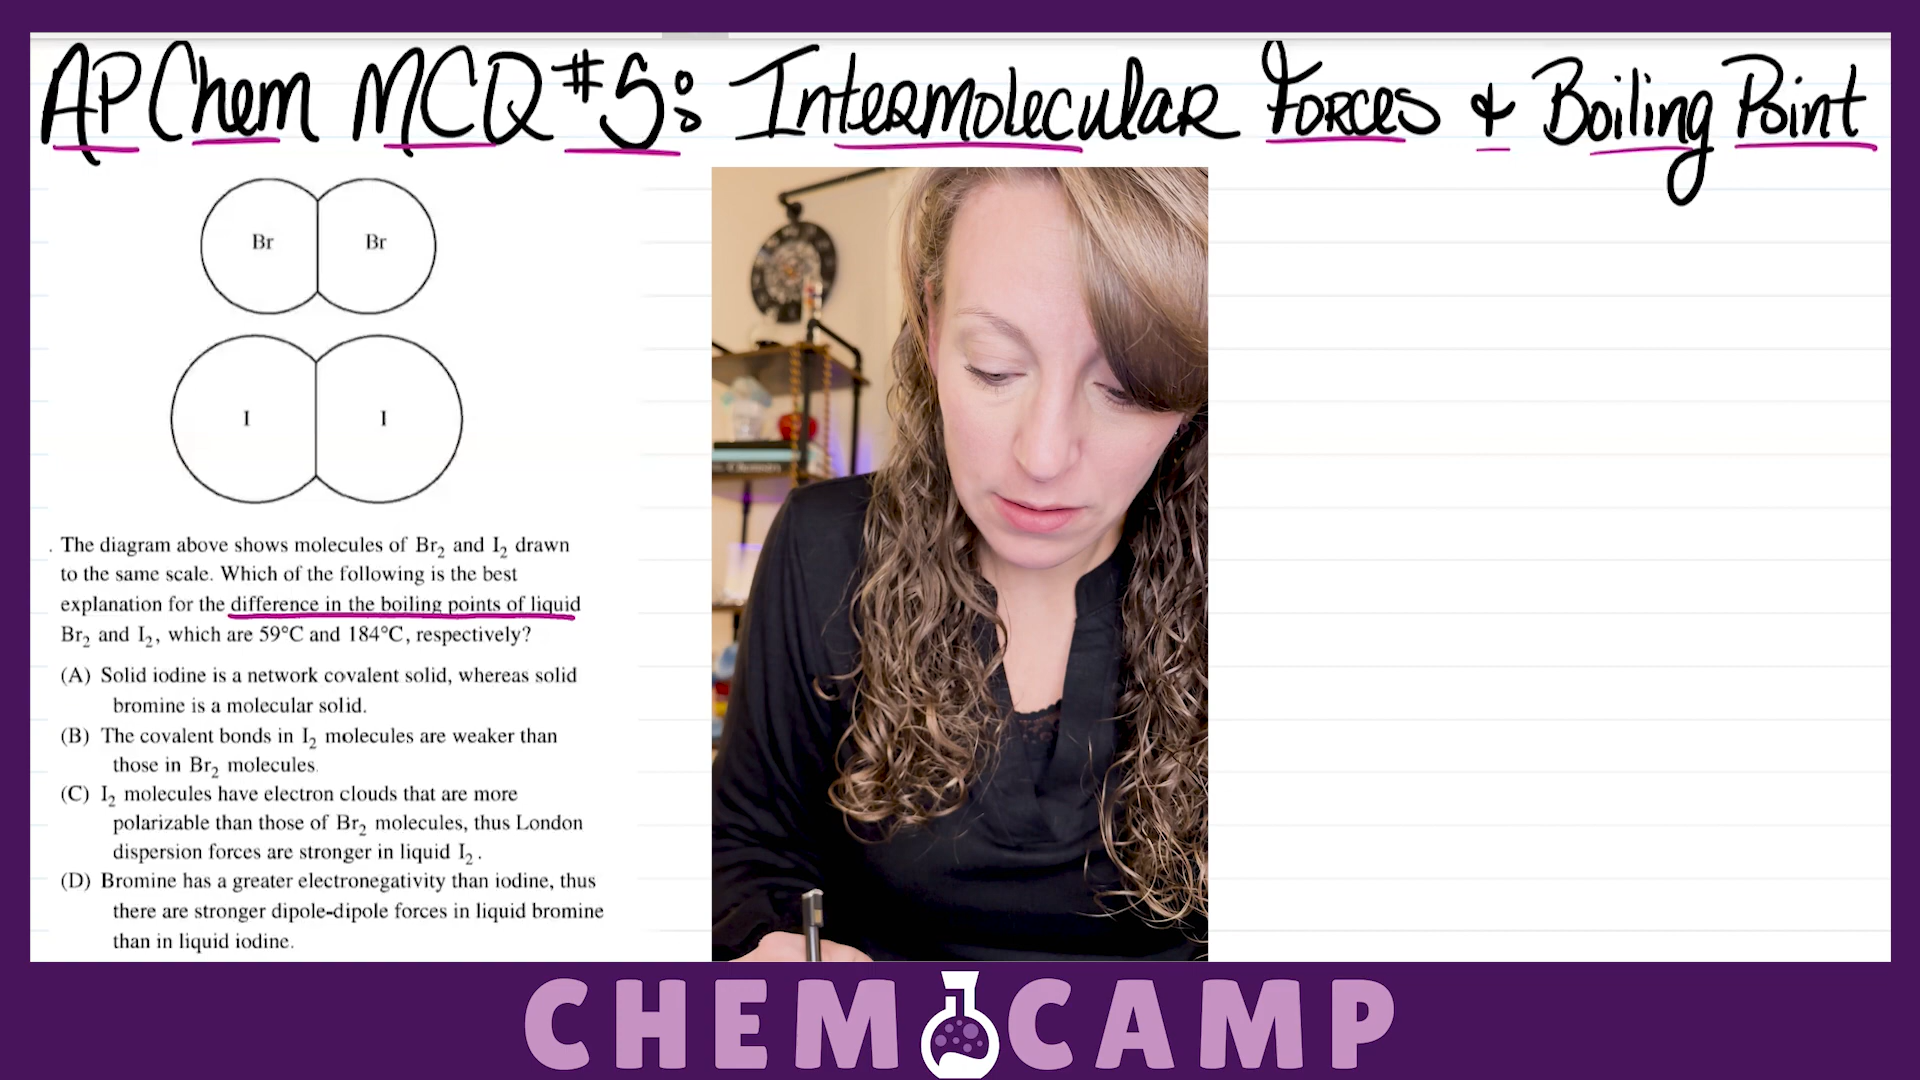 AP Chem MCQ #5: Intermolecular Forces & Boiling Point
Br Br
I I
. The diagram above shows molecules of Br₂ and I₂ drawn
to the same scale. Which of the following is the best
explanation for the difference in the boiling points of liquid
Br₂ and I₂, which are 59°C and 184°C, respectively?
(A) Solid iodine is a network covalent solid, whereas solid
bromine is a molecular solid.
(B) The covalent bonds in I₂ molecules are weaker than
those in Br₂ molecules.
(C) I₂ molecules have electron clouds that are more
polarizable than those of Br₂ molecules, thus London
dispersion forces are stronger in liquid I₂.
(D) Bromine has a greater electronegativity than iodine, thus
there are stronger dipole-dipole forces in liquid bromine
than in liquid iodine.
CHEM CAMP